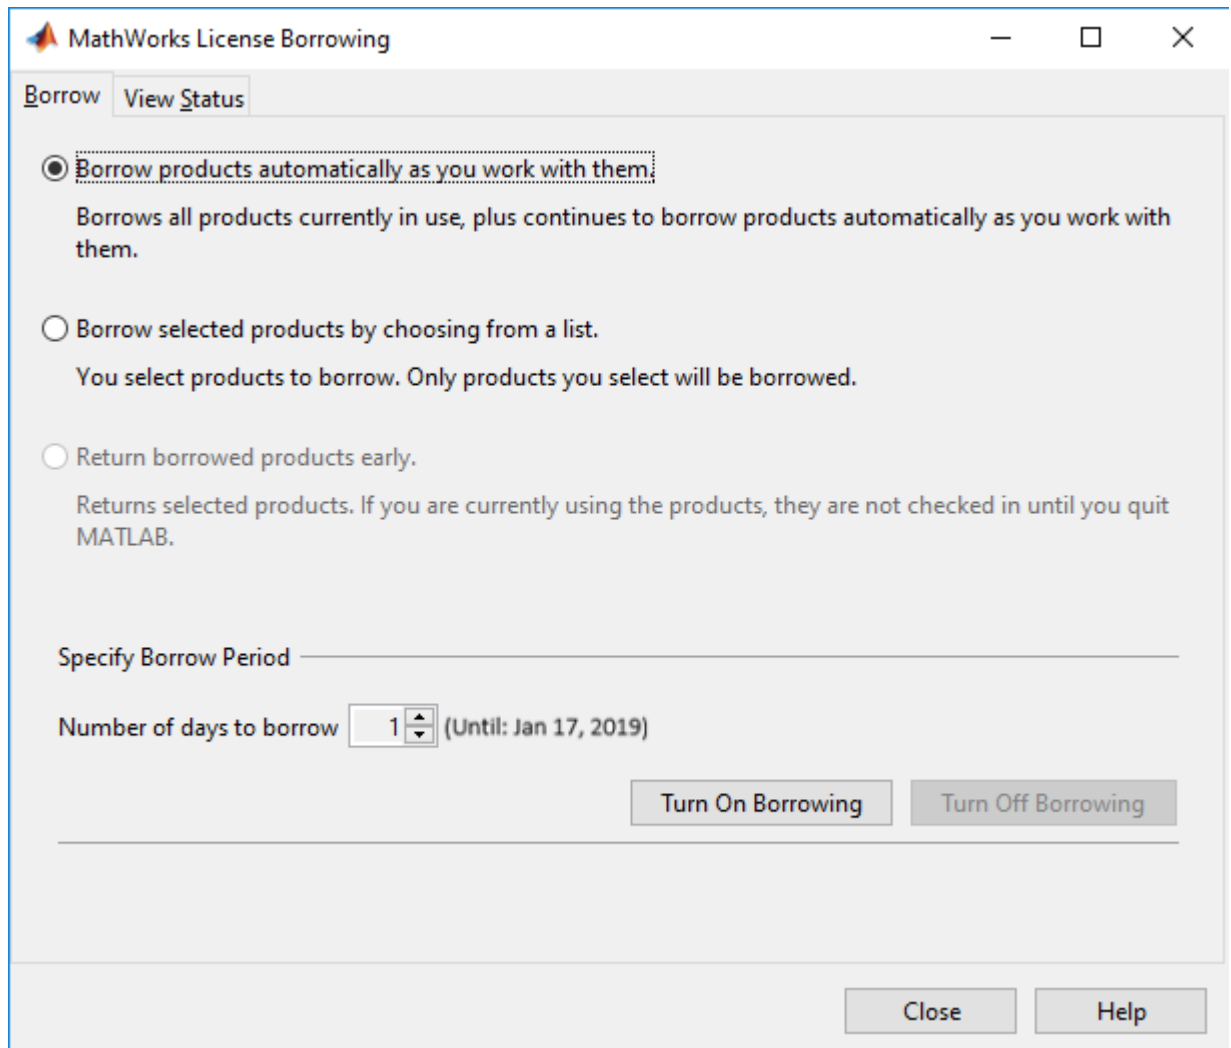 MathWorks License Borrowing
Borrow View Status
Borrow products automatically as you work with them.
Borrows all products currently in use, plus continues to borrow products automatically as you work with
them.
Borrow selected products by choosing from a list.
You select products to borrow. Only products you select will be borrowed.
Return borrowed products early.
Returns selected products. If you are currently using the products, they are not checked in until you quit
MATLAB.
Specify Borrow Period
Number of days to borrow 1 (Until: Jan 17, 2019)
Turn On Borrowing Turn Off Borrowing
Close Help